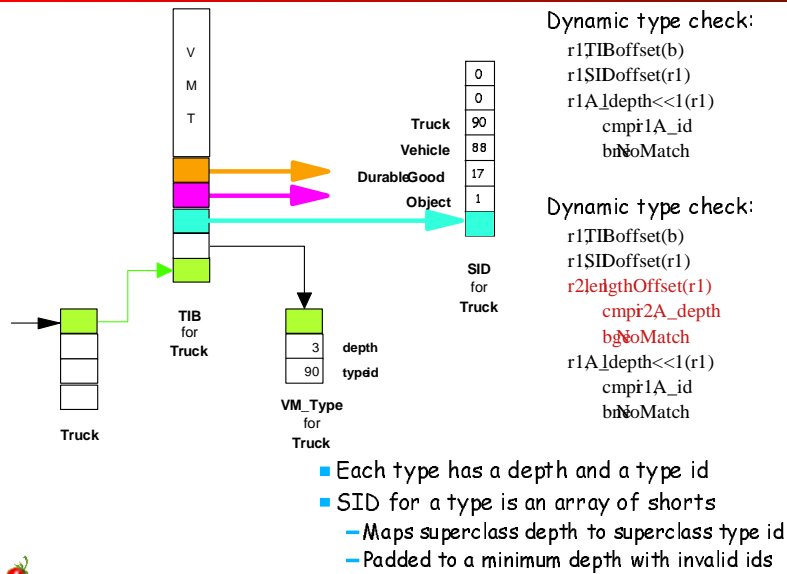 V
M
T
TIB
for
Truck
Truck
3 depth
90 typeid
VM_Type
for
Truck
0
0
Truck 90
Vehicle 88
DurableGood 17
Object 1
SID
for
Truck
Dynamic type check:
r1,TIBoffset(b)
r1,SIDoffset(r1)
r1,A_depth<<1(r1)
cmpi r1,A_id
bne NoMatch
Dynamic type check:
r1,TIBoffset(b)
r1,SIDoffset(r1)
r2,lengthOffset(r1)
cmpi r2,A_depth
bge NoMatch
r1,A_depth<<1(r1)
cmpi r1,A_id
bne NoMatch
Each type has a depth and a type id
SID for a type is an array of shorts
–Maps superclass depth to superclass type id
–Padded to a minimum depth with invalid ids